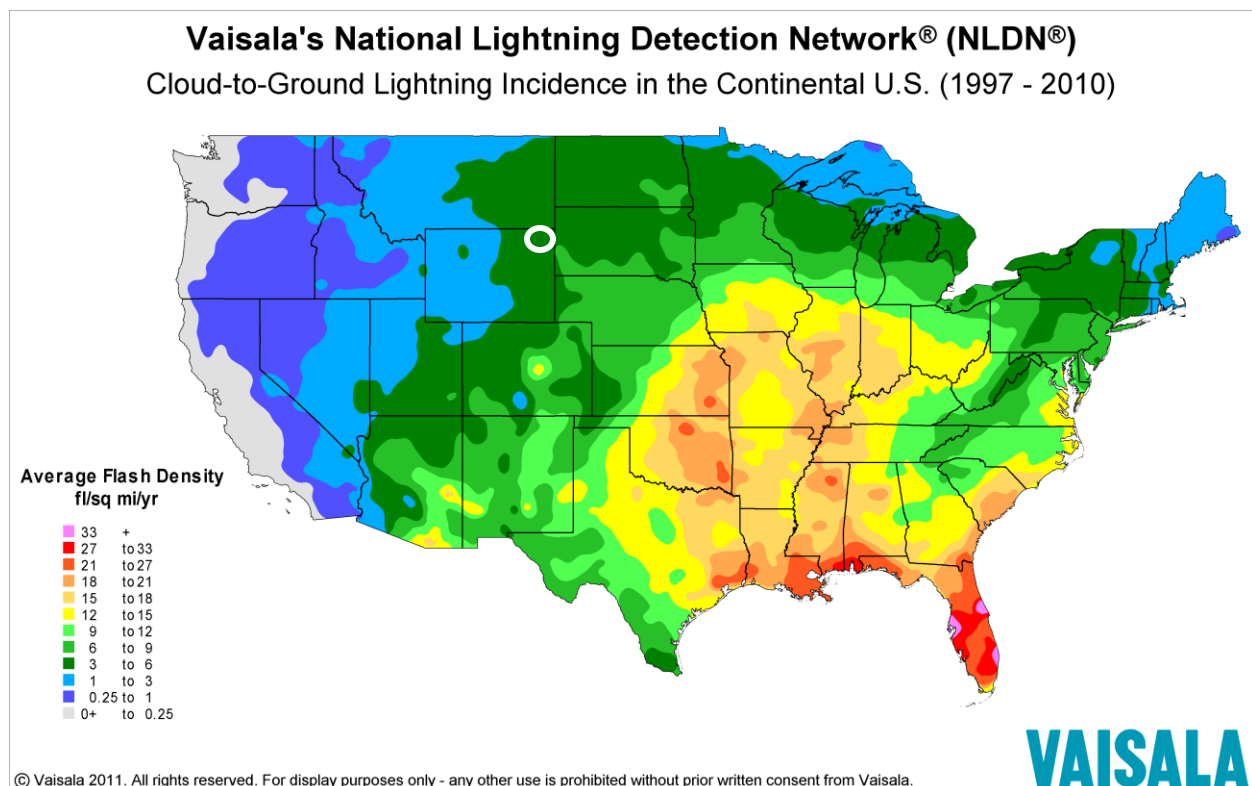 Vaisala's National Lightning Detection Network® (NLDN®)
Cloud-to-Ground Lightning Incidence in the Continental U.S. (1997 - 2010)
Average Flash Density
fl/sq mi/yr
33 +
27 to 33
21 to 27
18 to 21
15 to 18
12 to 15
9 to 12
6 to 9
3 to 6
1 to 3
0.25 to 1
0+ to 0.25
VAISALA
© Vaisala 2011. All rights reserved. For display purposes only - any other use is prohibited without prior written consent from Vaisala.